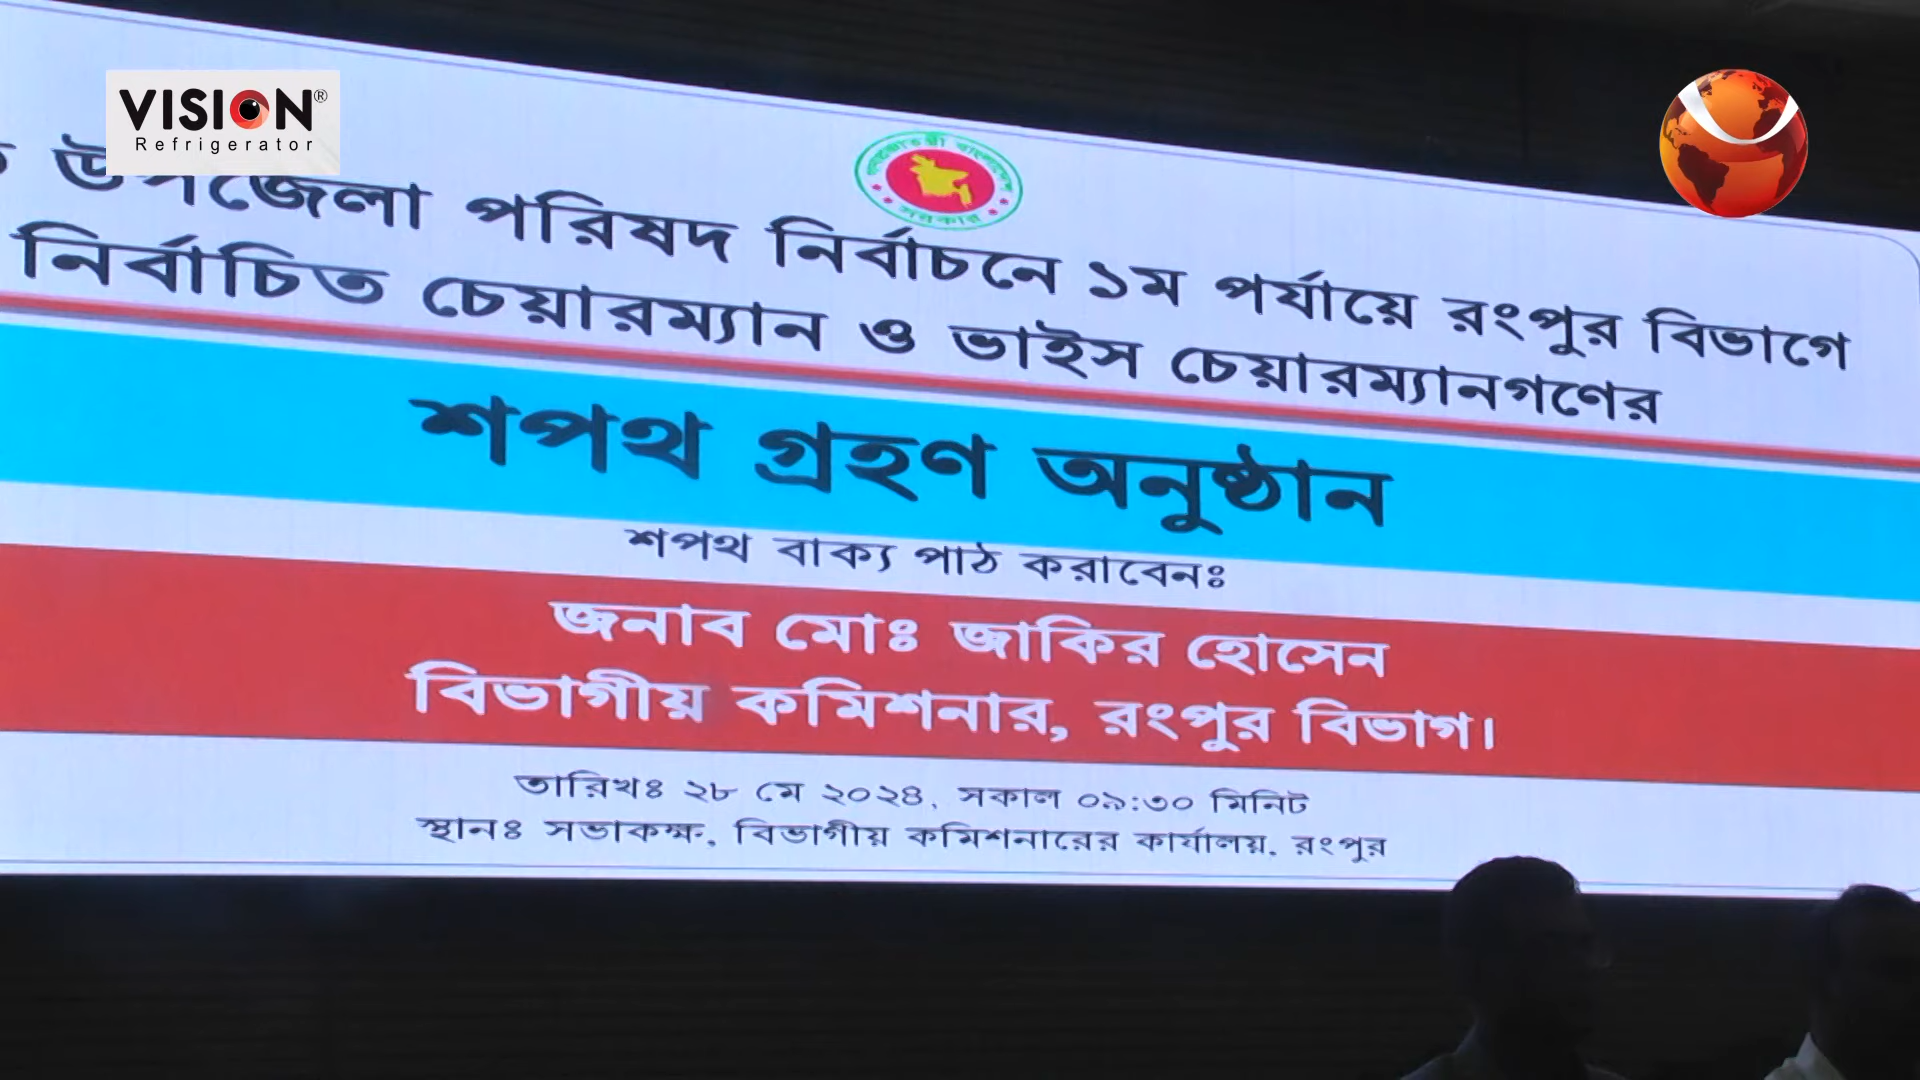 VISION®
Refrigerator
উপজেলা পরিষদ নির্বাচনে ১ম পর্যায়ে রংপুর বিভাগে
নির্বাচিত চেয়ারম্যান ও ভাইস চেয়ারম্যানগণের
শপথ গ্রহণ অনুষ্ঠান
শপথ বাক্য পাঠ করাবেনঃ
জনাব মোঃ জাকির হোসেন
বিভাগীয় কমিশনার, রংপুর বিভাগ।
তারিখঃ ২৮ মে ২০২৪, সকাল ০৯:৩০ মিনিট
স্থানঃ সভাকক্ষ, বিভাগীয় কমিশনারের কার্যালয়, রংপুর